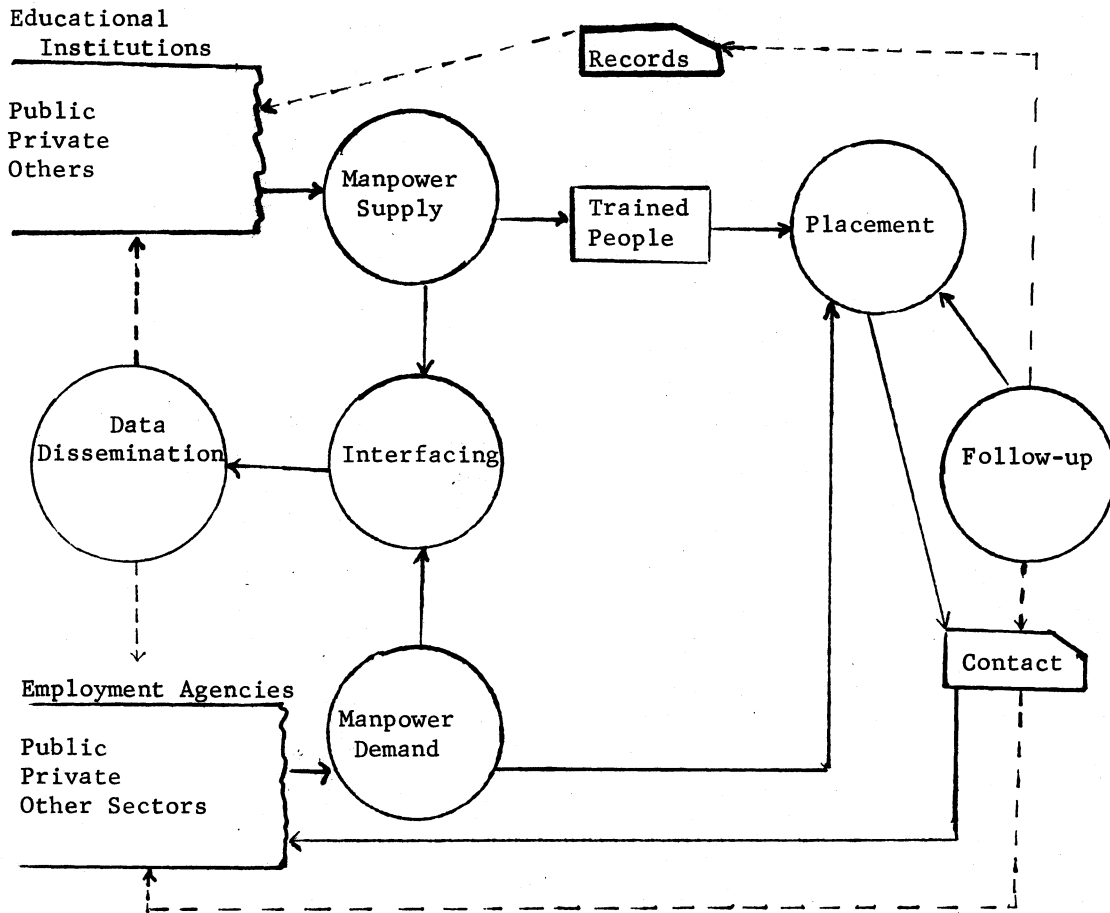 Educational
Institutions
Public
Private
Others
Records
Manpower
Supply
Trained
People
Placement
Data
Dissemination
Interfacing
Follow-up
Contact
Employment Agencies
Public
Private
Other Sectors
Manpower
Demand